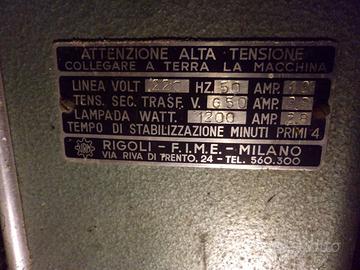 ATTENZIONE ALTA · TENSIONE
COLLEGARE A TERRA LA MACCHINA
LINEA VOLT 220 HZ. 50 AMP. 10
TENS. SEC. TRASF. V. 650 AMP.
LAMPADA WATT. 1200 AMP.
TEMPO DI STABILIZZAZIONE MINUTI PRIMI 4
RIGOLI - F.I.M.E. - MILANO
VIA RIVA DI TRENTO, 24 - TEL. 560.300